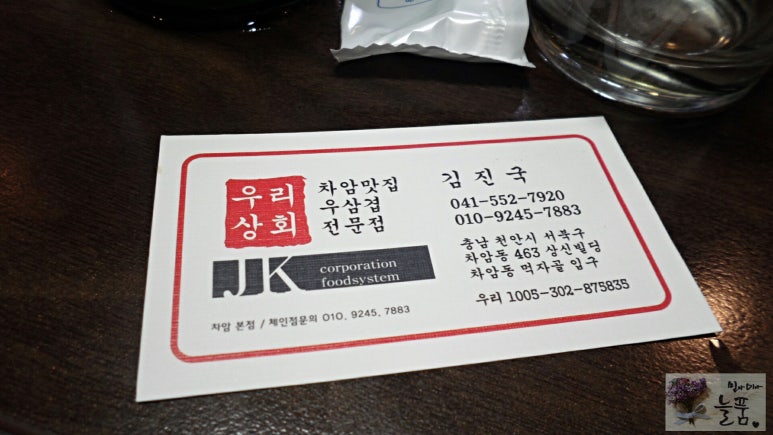 우리
상회
차암맛집
우삼겹
전문점
JK
corporation
foodsystem
차암 본점 / 체인점문의 010. 9245. 7883
김진국
041-552-7920
010-9245-7883
충남 천안시 서북구
차암동 463 상신빌딩
차암동 먹자골 입구
우리 1005-302-875835
늘품